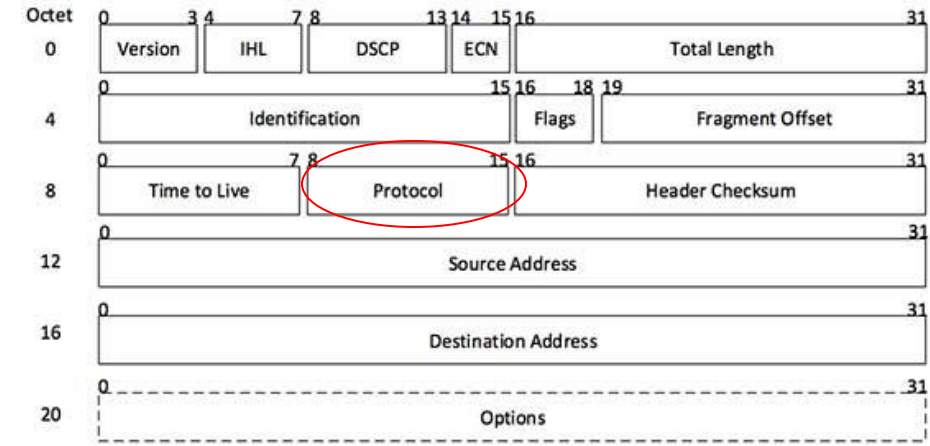 Octet 0 3 4 7 8 13 14 15 16 31
0 Version IHL DSCP ECN Total Length
0 15 16 18 19 31
4 Identification Flags Fragment Offset
0 7 8 15 16 31
8 Time to Live Protocol Header Checksum
0 31
12 Source Address
0 31
16 Destination Address
0 31
20 Options